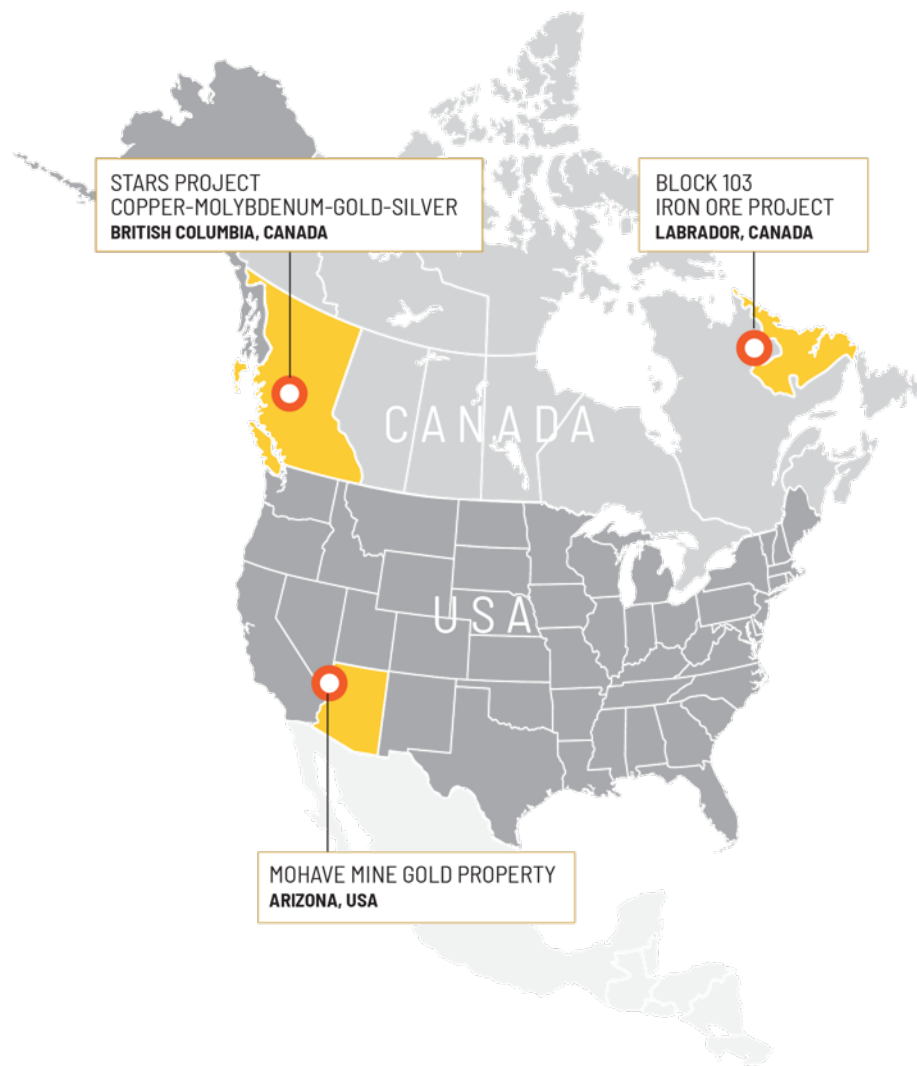 STARS PROJECT
COPPER-MOLYBDENUM-GOLD-SILVER
BRITISH COLUMBIA, CANADA
BLOCK 103
IRON ORE PROJECT
LABRADOR, CANADA
CANADA
USA
MOHAVE MINE GOLD PROPERTY
ARIZONA, USA